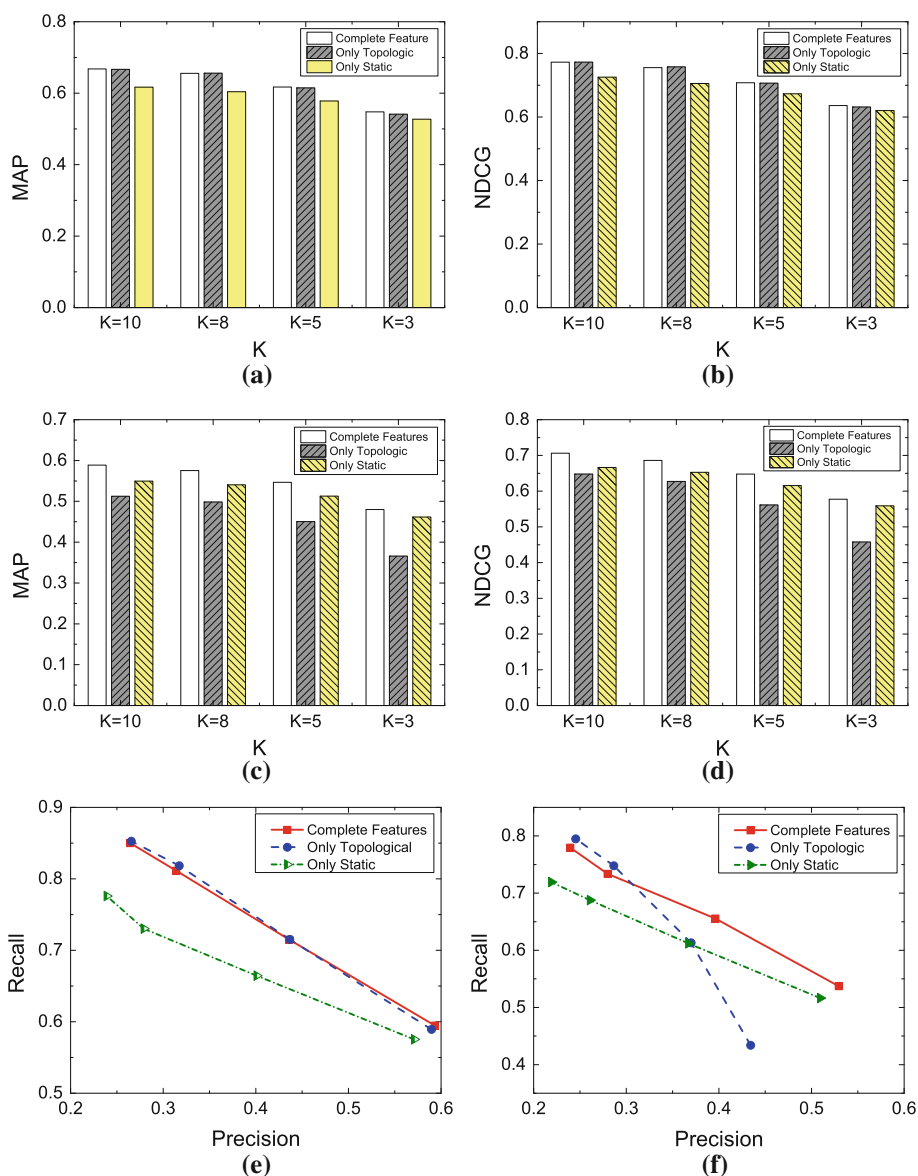 0.8
0.6
0.4
0.2
0.0
MAP
Complete Feature
Only Topologic
Only Static
K=10 K=8 K=5 K=3
K
(a)
0.8
0.6
0.4
0.2
0.0
NDCG
Complete Feature
Only Topologic
Only Static
K=10 K=8 K=5 K=3
K
(b)
0.7
0.6
0.5
0.4
0.3
0.2
0.1
0.0
MAP
Complete Features
Only Topologic
Only Static
K=10 K=8 K=5 K=3
K
(c)
0.8
0.7
0.6
0.5
0.4
0.3
0.2
0.1
0.0
NDCG
Complete Features
Only Topologic
Only Static
K=10 K=8 K=5 K=3
K
(d)
0.9
0.8
0.7
0.6
0.5
Recall
Complete Features
Only Topological
Only Static
0.2 0.3 0.4 0.5 0.6
Precision
(e)
0.8
0.7
0.6
0.5
0.4
Recall
Complete Features
Only Topologic
Only Static
0.2 0.3 0.4 0.5 0.6
Precision
(f)